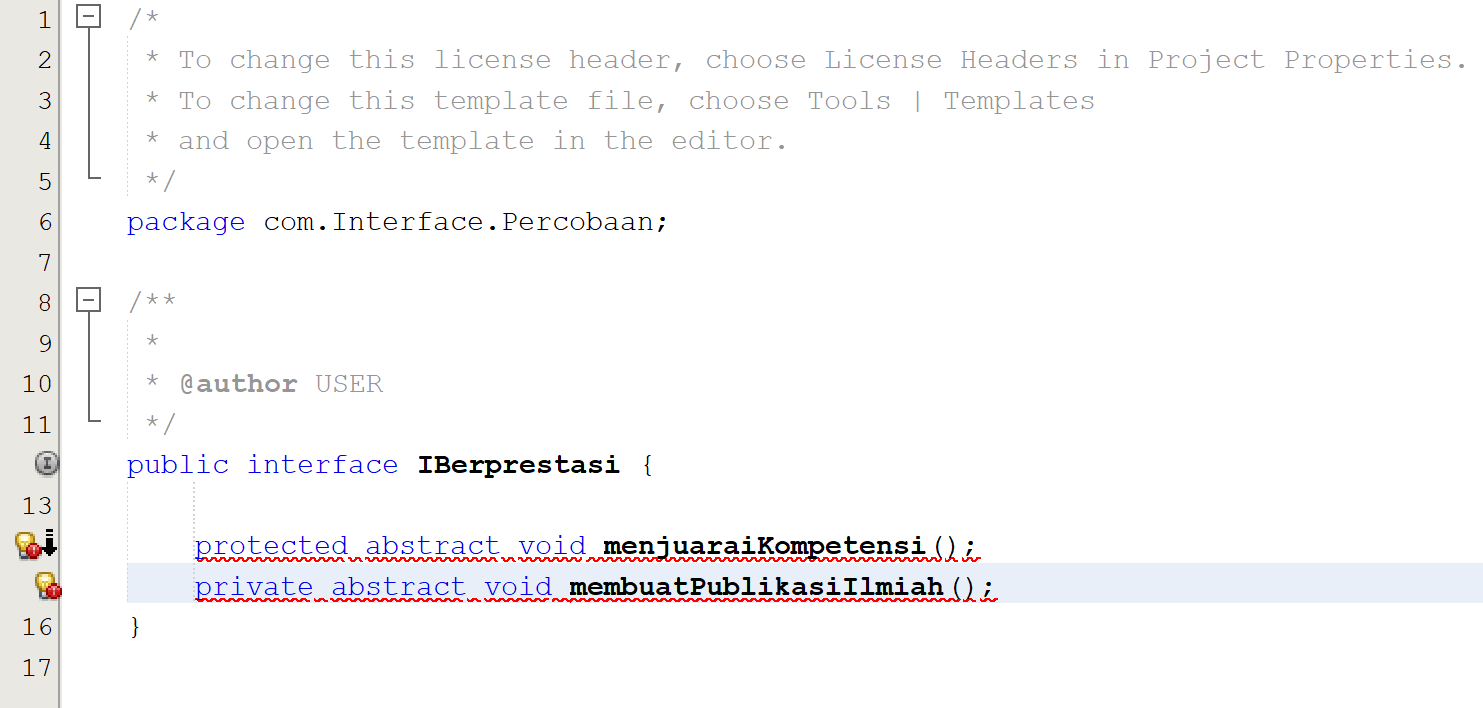 1 /*
2 * To change this license header, choose License Headers in Project Properties.
3 * To change this template file, choose Tools | Templates
4 * and open the template in the editor.
5 */
6 package com.Interface.Percobaan;
7
8 /**
9 *
10 * @author USER
11 */
public interface IBerprestasi {
13
protected abstract void menjuaraiKompetensi();
private abstract void membuatPublikasiIlmiah();
16 }
17